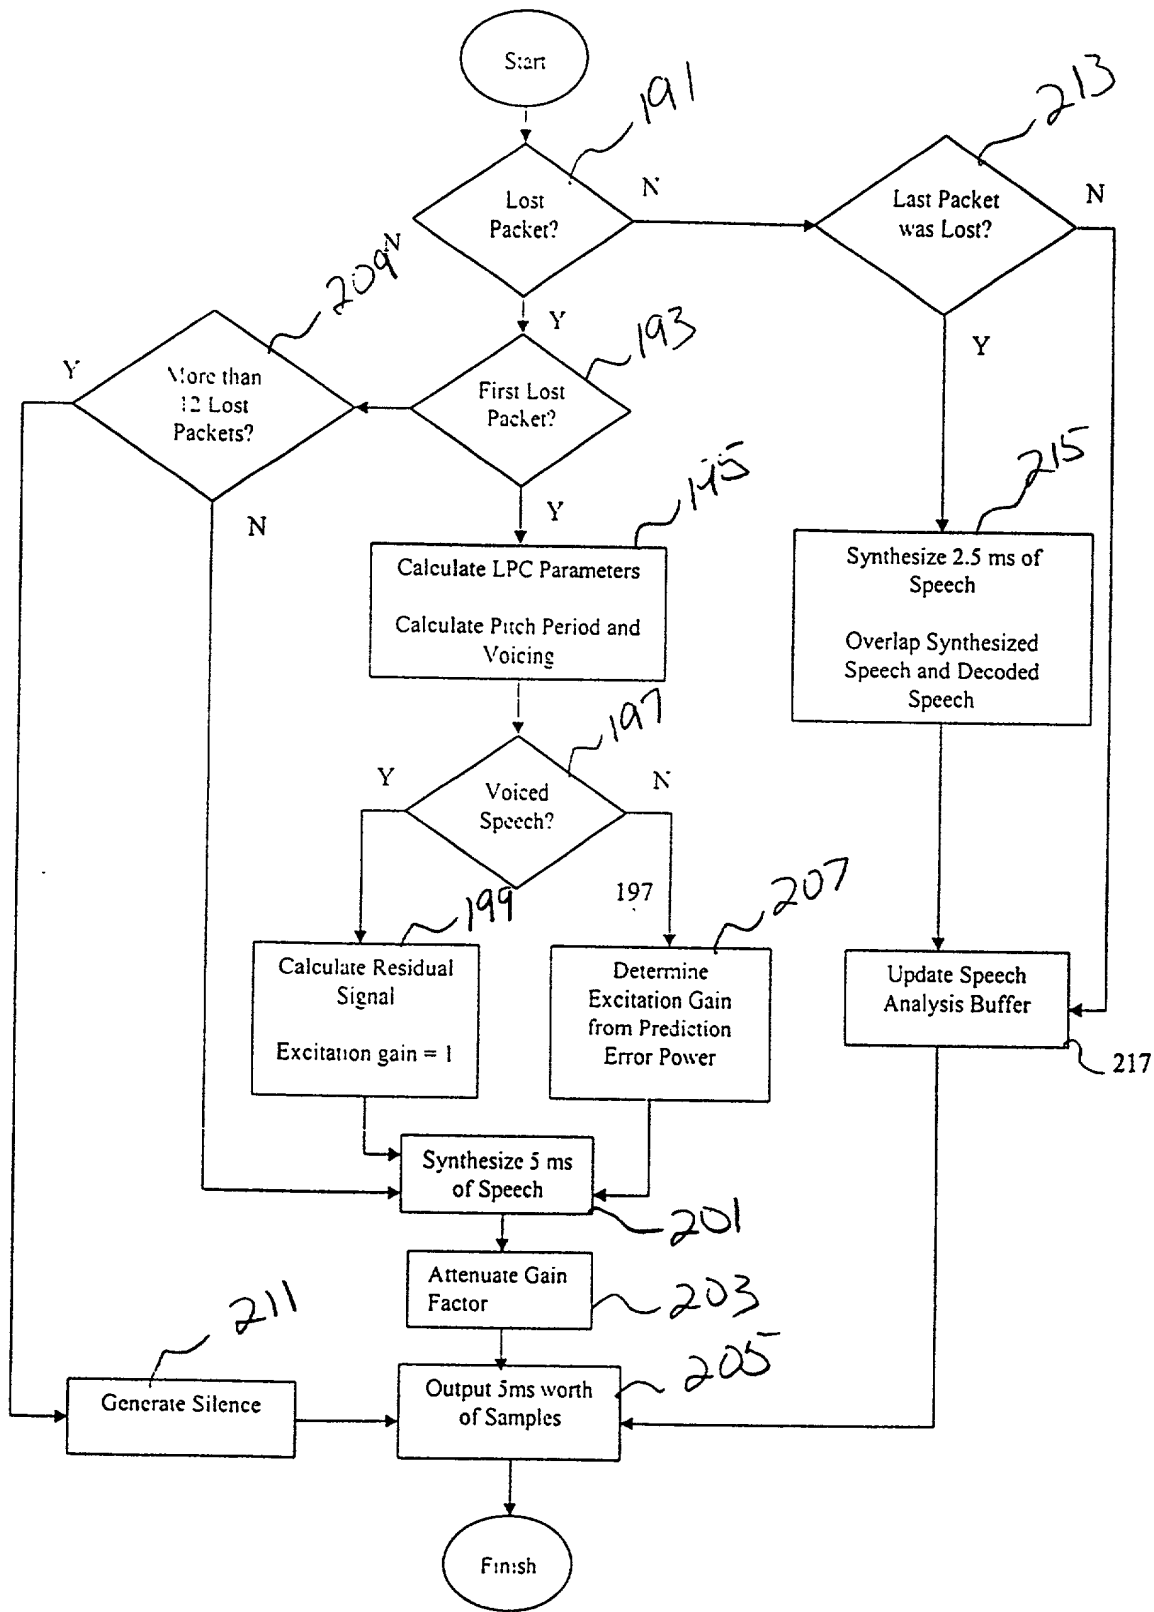 Start
191
213
Lost
Packet?
N
Last Packet
was Lost?
N
N
209
Y
193
Y
Y
More than
12 Lost
Packets?
First Lost
Packet?
N
Y
215
Calculate LPC Parameters
Calculate Pitch Period and
Voicing
Synthesize 2.5 ms of
Speech
Overlap Synthesized
Speech and Decoded
Speech
197
Y
N
Voiced
Speech?
199
197
207
Calculate Residual
Signal
Excitation gain = 1
Determine
Excitation Gain
from Prediction
Error Power
Update Speech
Analysis Buffer
217
Synthesize 5 ms
of Speech
201
Attenuate Gain
Factor
203
211
Generate Silence
Output 5ms worth
of Samples
205
Finish